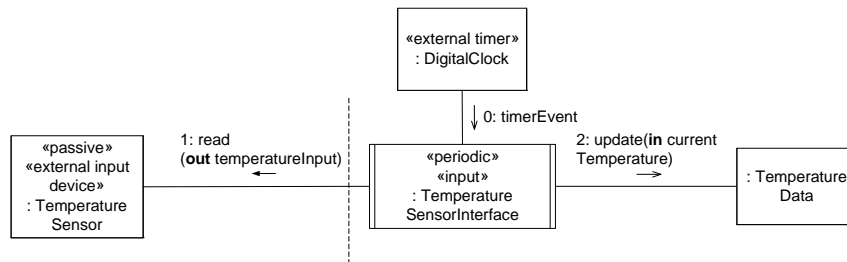 «external timer»
: DigitalClock
0: timerEvent
1: read
(out temperatureInput)
2: update(in current
Temperature)
«passive»
«external input
device»
: Temperature
Sensor
«periodic»
«input»
: Temperature
SensorInterface
: Temperature
Data